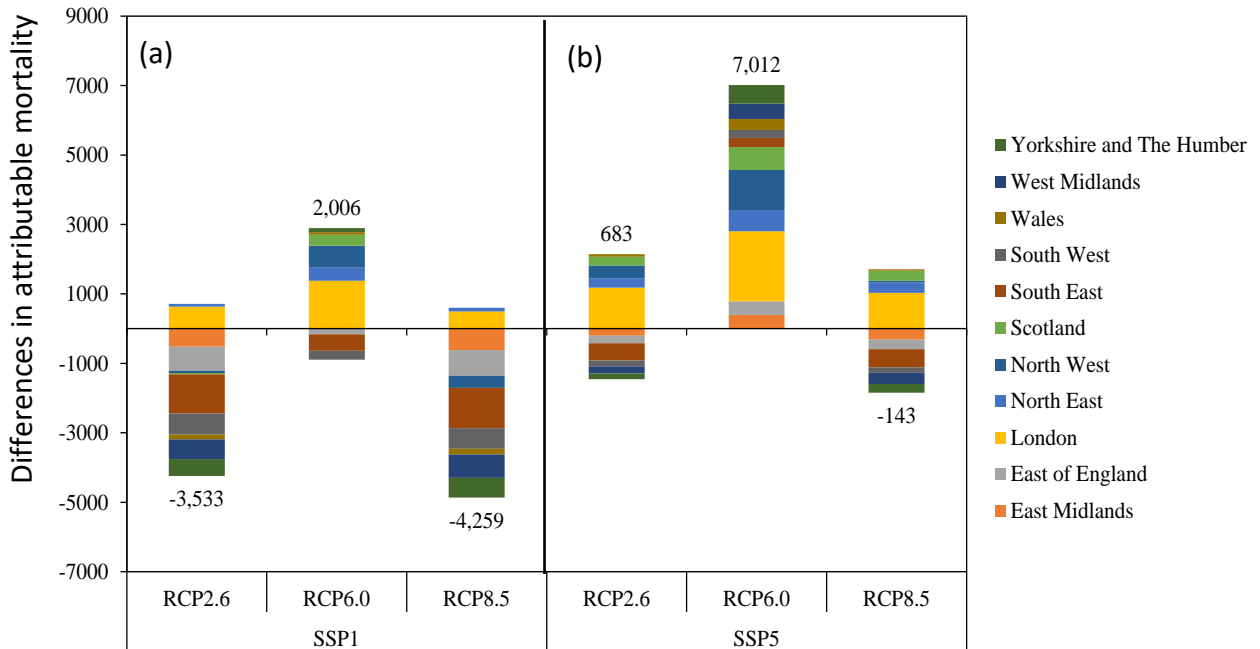 Differences in attributable mortality
9000
7000
5000
3000
1000
-1000
-3000
-5000
-7000
(a)
(b)
2,006
7,012
683
-3,533
-4,259
-143
RCP2.6
RCP6.0
RCP8.5
RCP2.6
RCP6.0
RCP8.5
SSP1
SSP5
Yorkshire and The Humber
West Midlands
Wales
South West
South East
Scotland
North West
North East
London
East of England
East Midlands